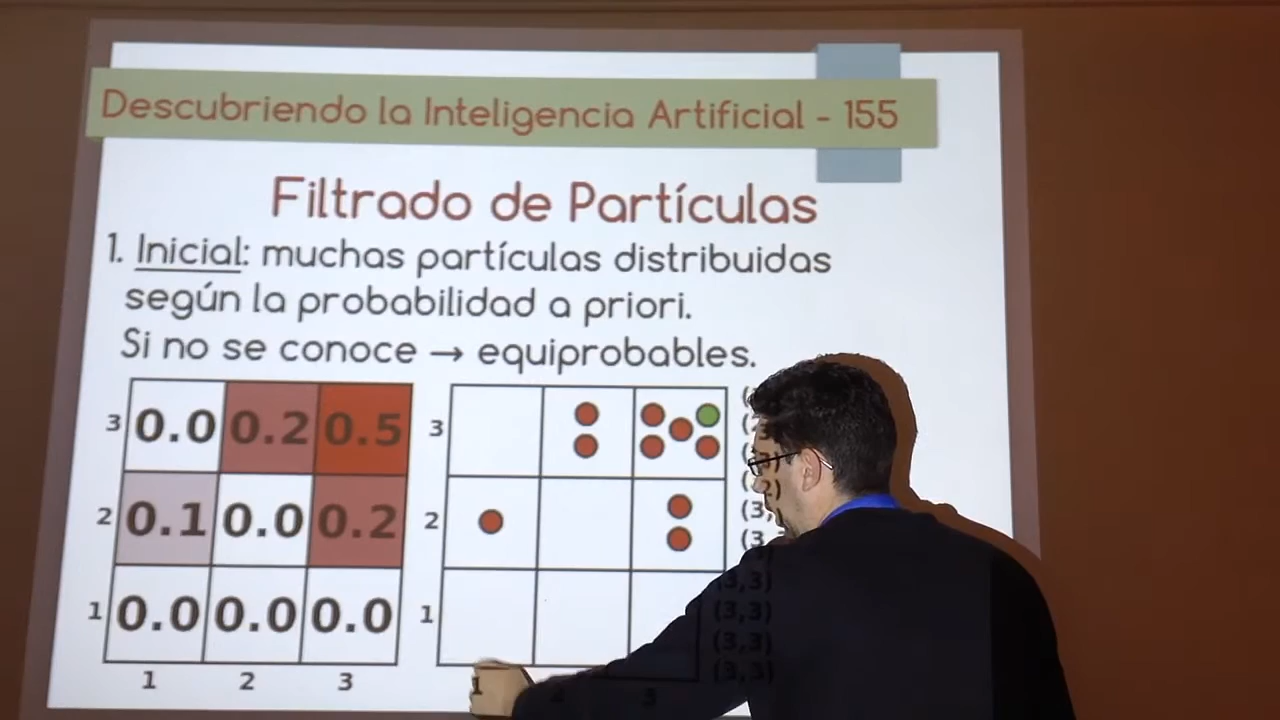 Descubriendo la Inteligencia Artificial - 155
Filtrado de Partículas
1. Inicial: muchas partículas distribuidas
según la probabilidad a priori.
Si no se conoce → equiprobables.
3 0.0 0.2 0.5
2 0.1 0.0 0.2
1 0.0 0.0 0.0
1 2 3
3
2
1
1
3
(3,3)
(3,3)
(3,3)
(3,3)